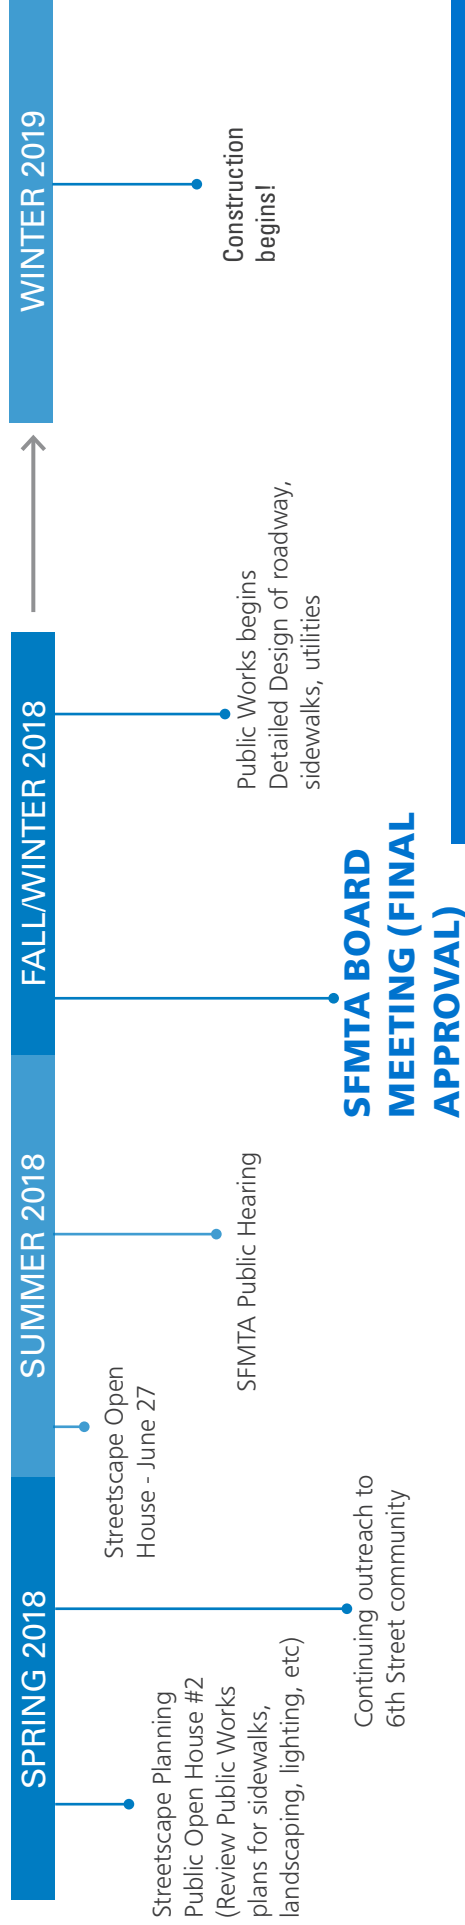 SPRING 2018
Streetscape Planning
Public Open House #2
(Review Public Works
plans for sidewalks,
landscaping, lighting, etc)
Continuing outreach to
6th Street community
SUMMER 2018
Streetscape Open
House - June 27
SFMTA Public Hearing
FALL/WINTER 2018
SFMTA BOARD
MEETING (FINAL
APPROVAL)
Public Works begins
Detailed Design of roadway,
sidewalks, utilities
WINTER 2019
Construction
begins!